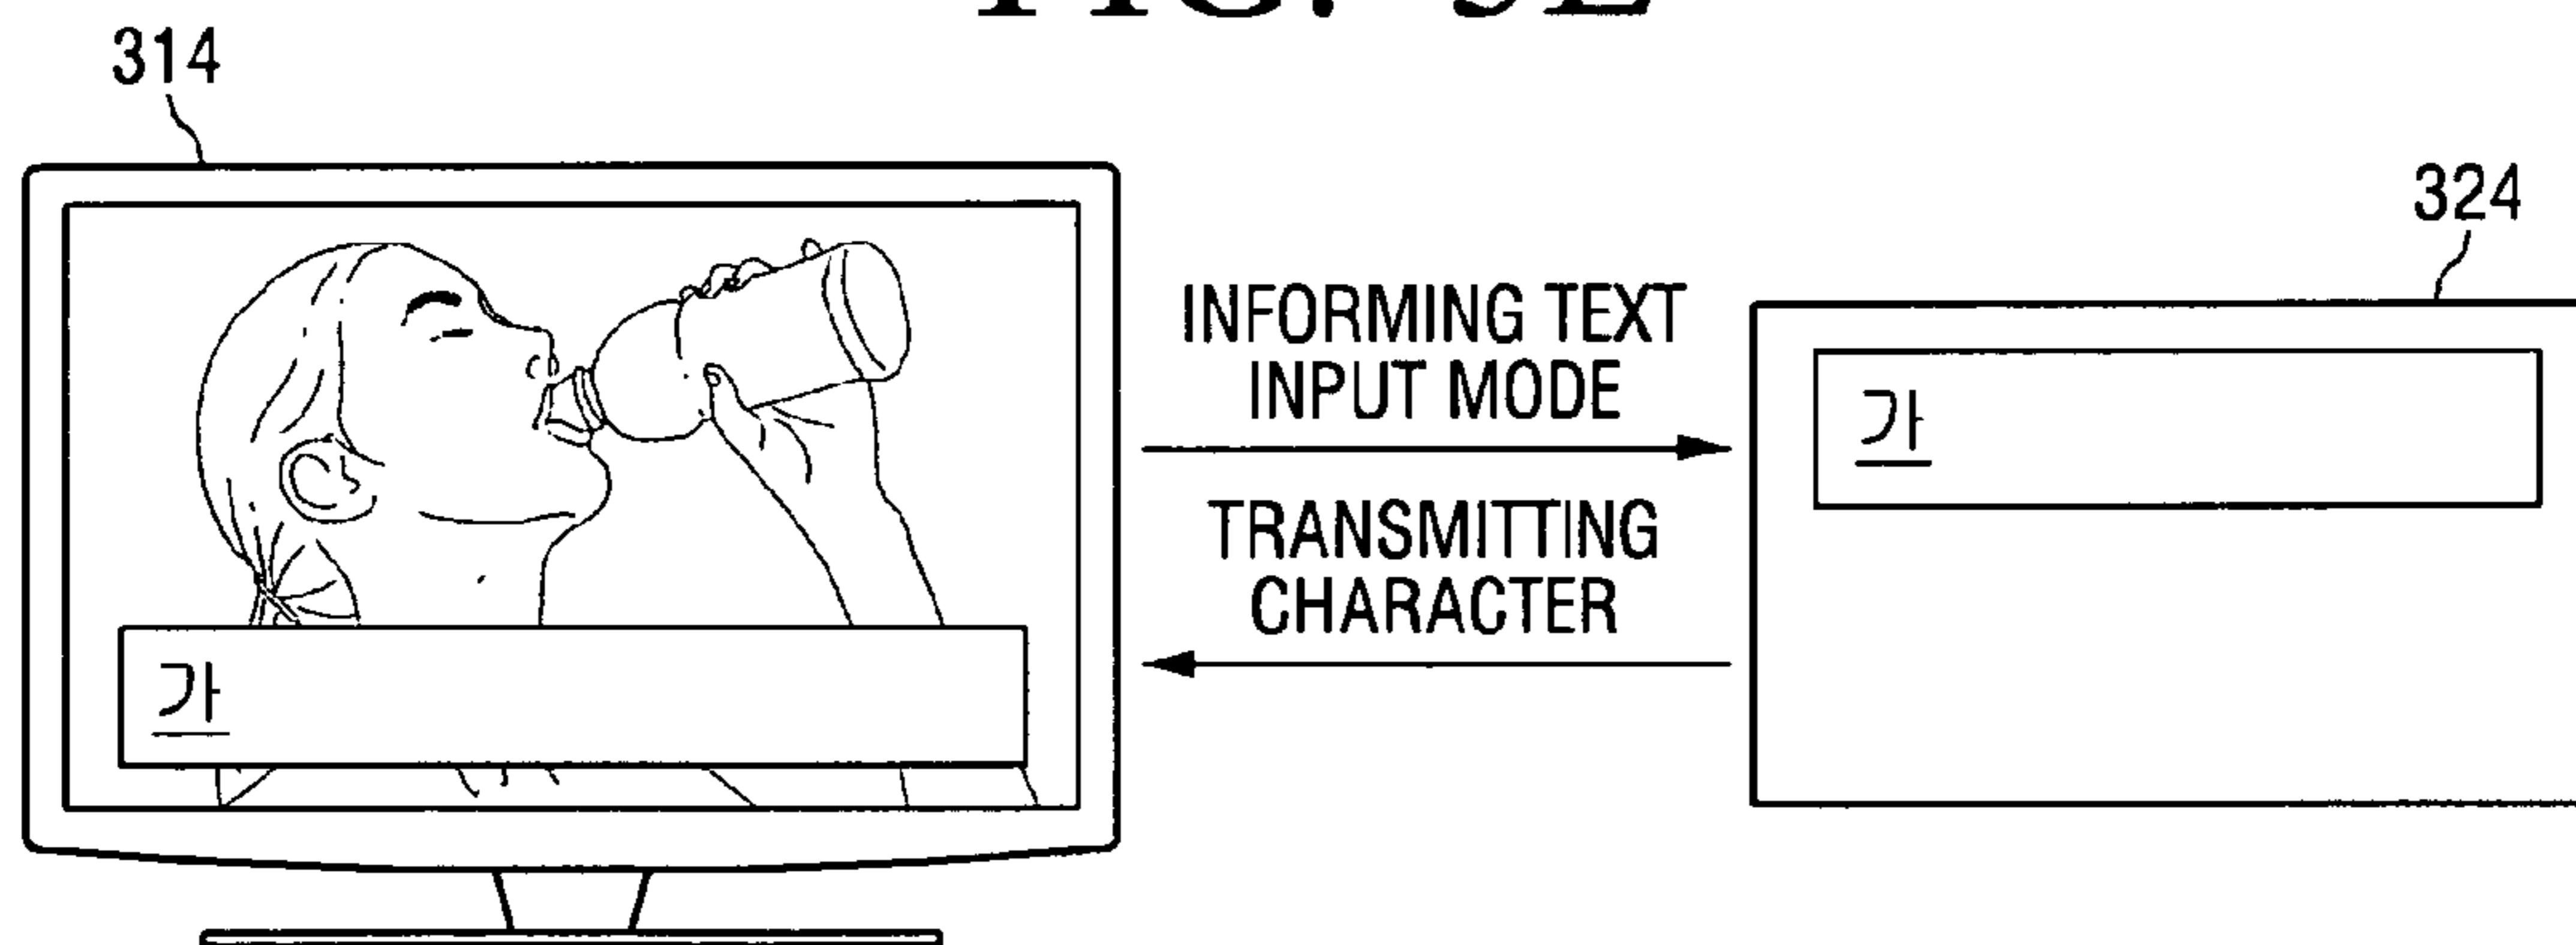 314
324
INFORMING TEXT
INPUT MODE
가
TRANSMITTING
CHARACTER
가